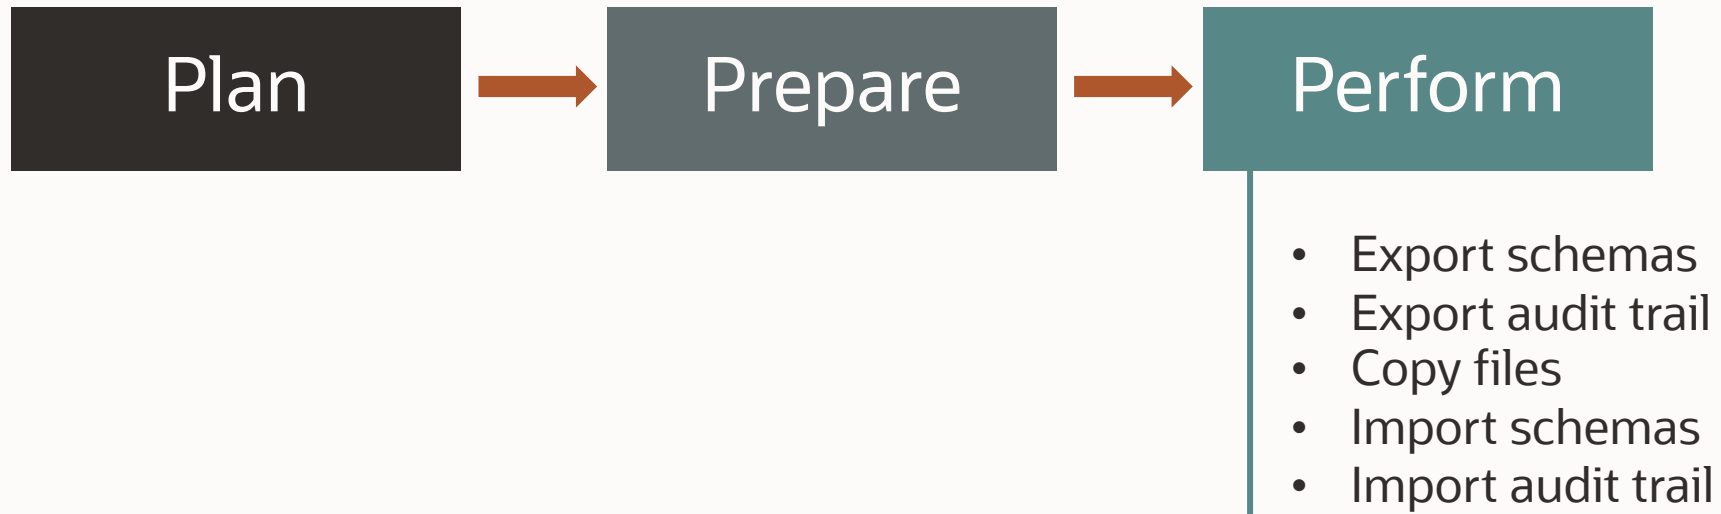 Plan
Prepare
Perform
• Export schemas
• Export audit trail
• Copy files
• Import schemas
• Import audit trail